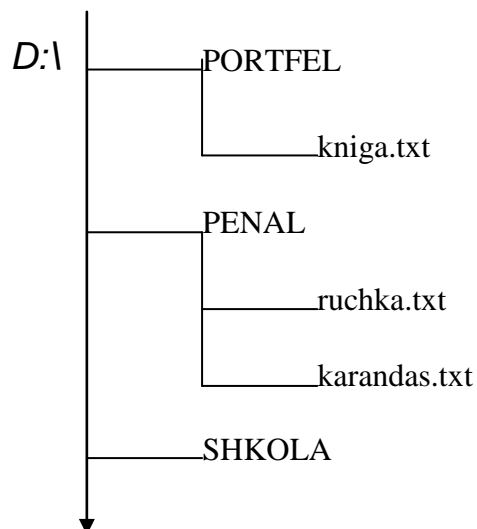 D:\
PORTFEL
kniga.txt
PENAL
ruchka.txt
karandas.txt
SHKOLA